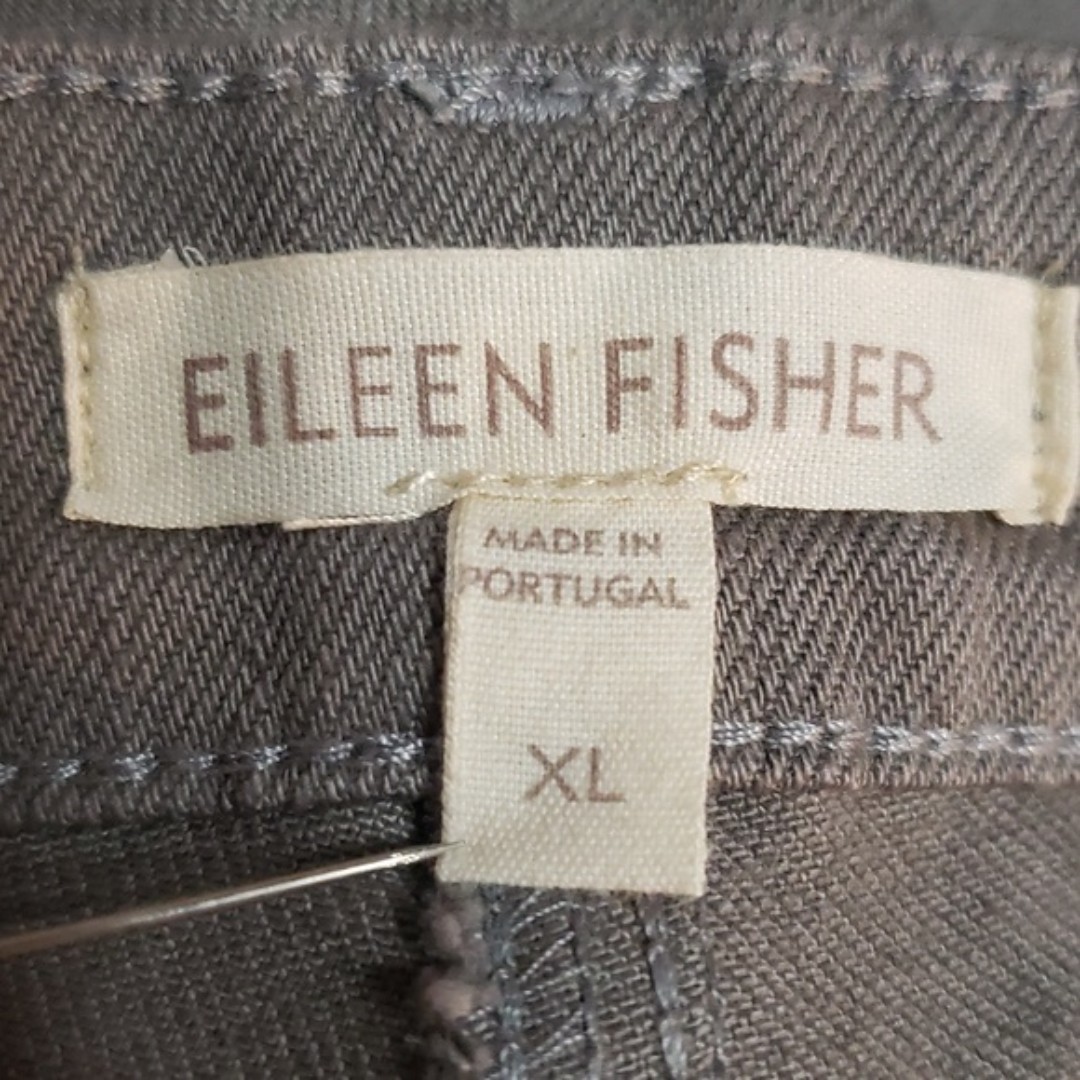 EILEEN FISHER
MADE IN
PORTUGAL
XL